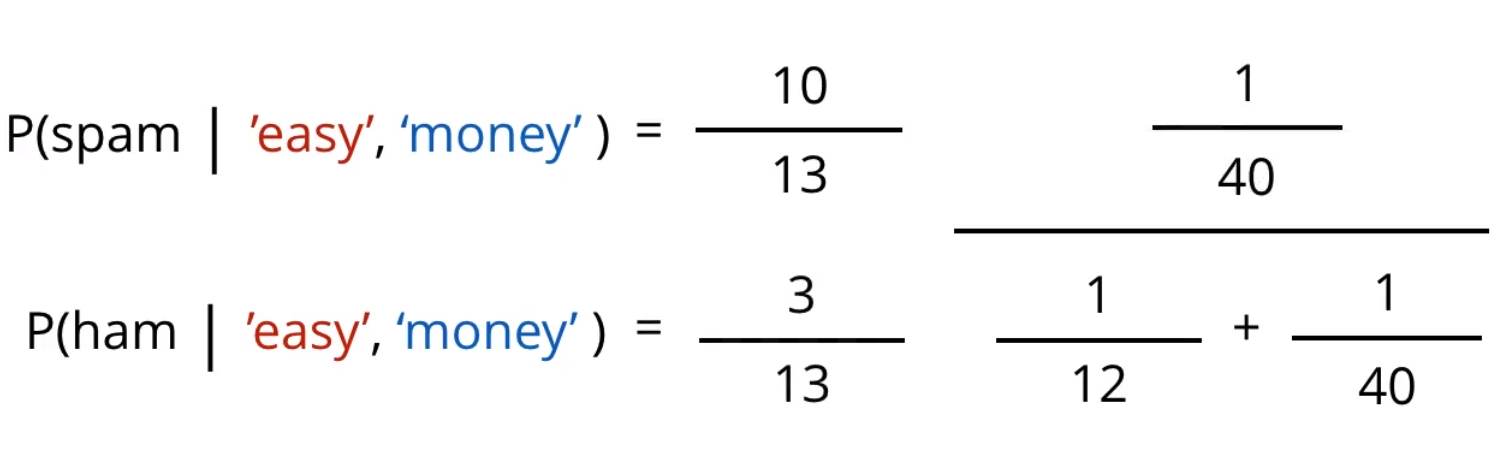 P(spam | ’easy’, ‘money’ ) = 10/13
1/40
P(ham | ’easy’, ‘money’ ) = 3/13
1/12 + 1/40